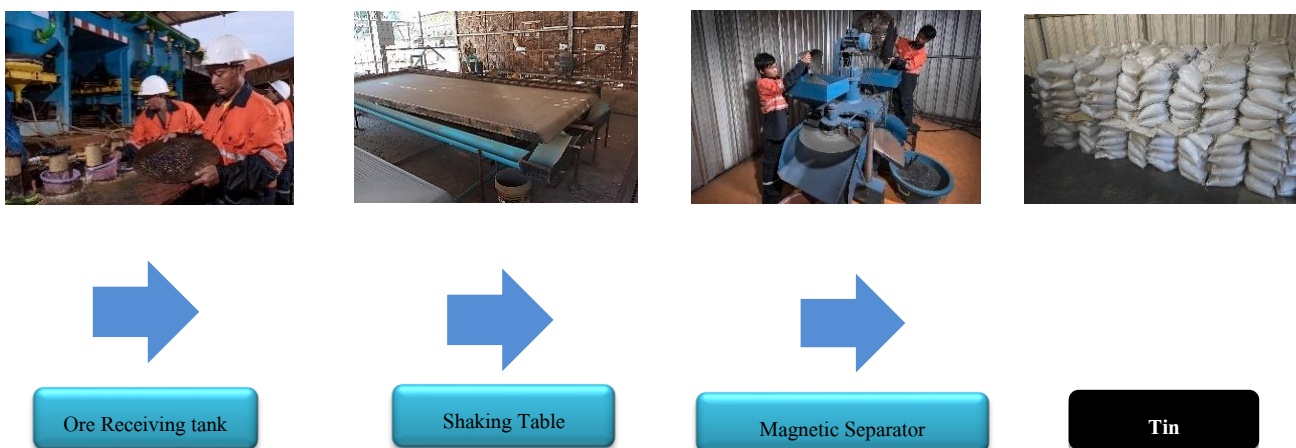 Ore Receiving tank
Shaking Table
Magnetic Separator
Tin